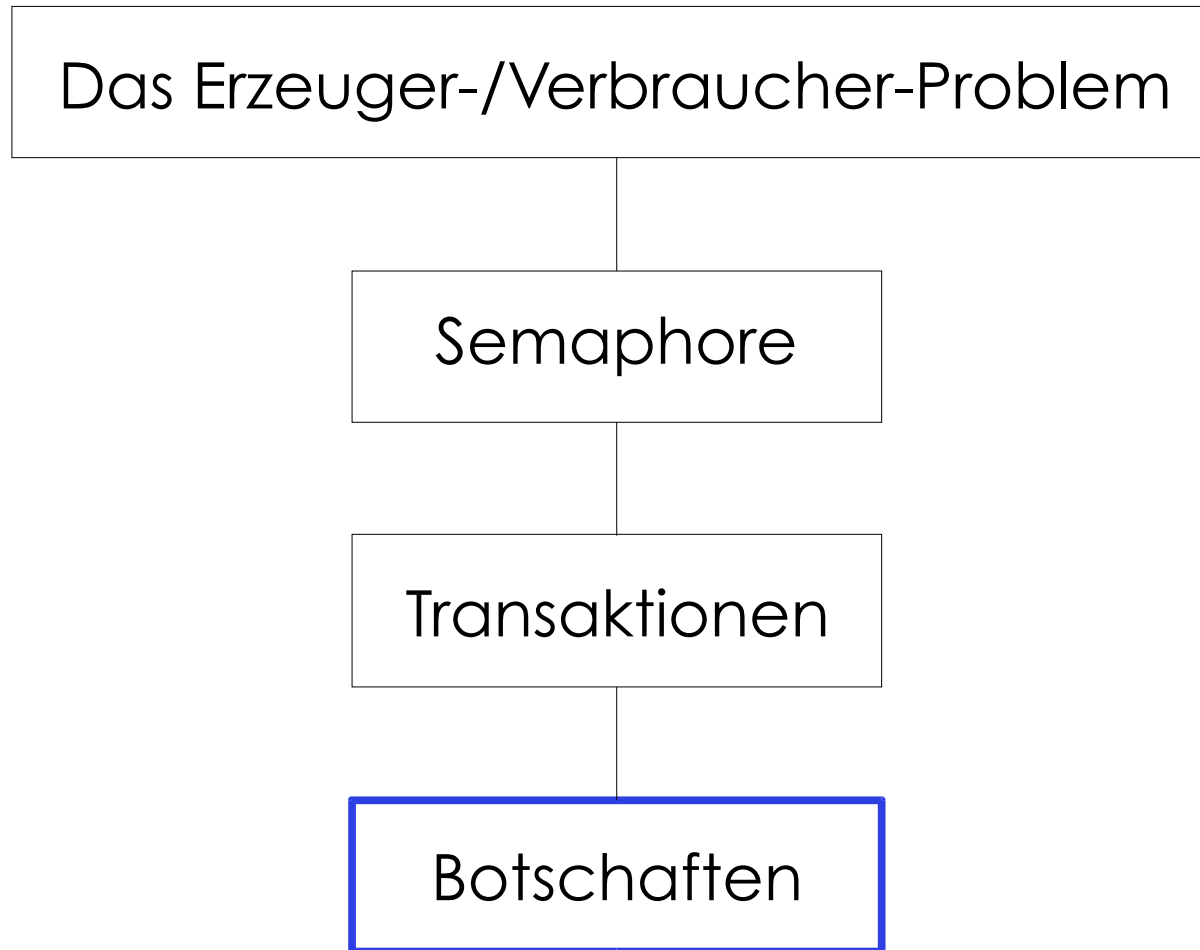 Das Erzeuger-/Verbraucher-Problem
Semaphore
Transaktionen
Botschaften